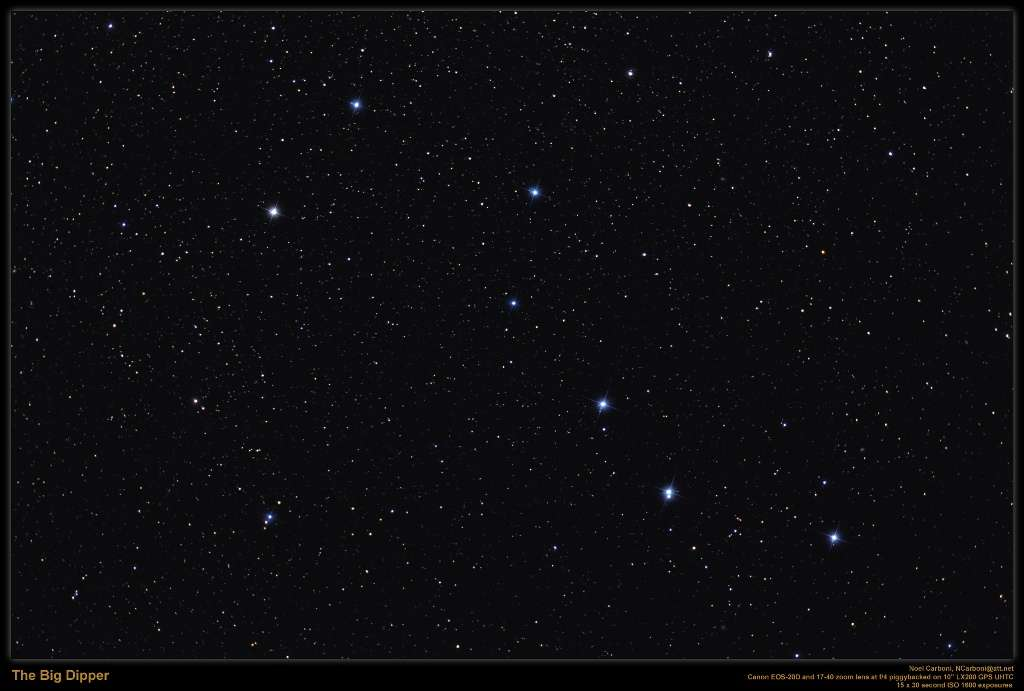 The Big Dipper
Noel Carboni, NCarboni@att.net
Canon EOS-20D and 17-40 zoom lens at f/4 piggybacked on 10" LX200 GPS UHTC
15 x 30 second ISO 1600 exposures